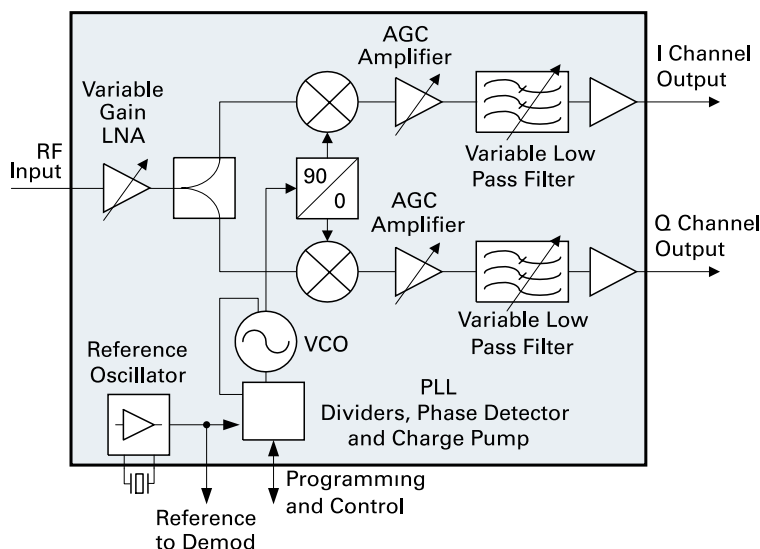 AGC
Amplifier
I Channel
Output
Variable
Gain
LNA
RF
Input
90
0
Variable Low
Pass Filter
AGC
Amplifier
Q Channel
Output
VCO
Variable Low
Pass Filter
Reference
Oscillator
PLL
Dividers, Phase Detector
and Charge Pump
Programming
and Control
Reference
to Demod